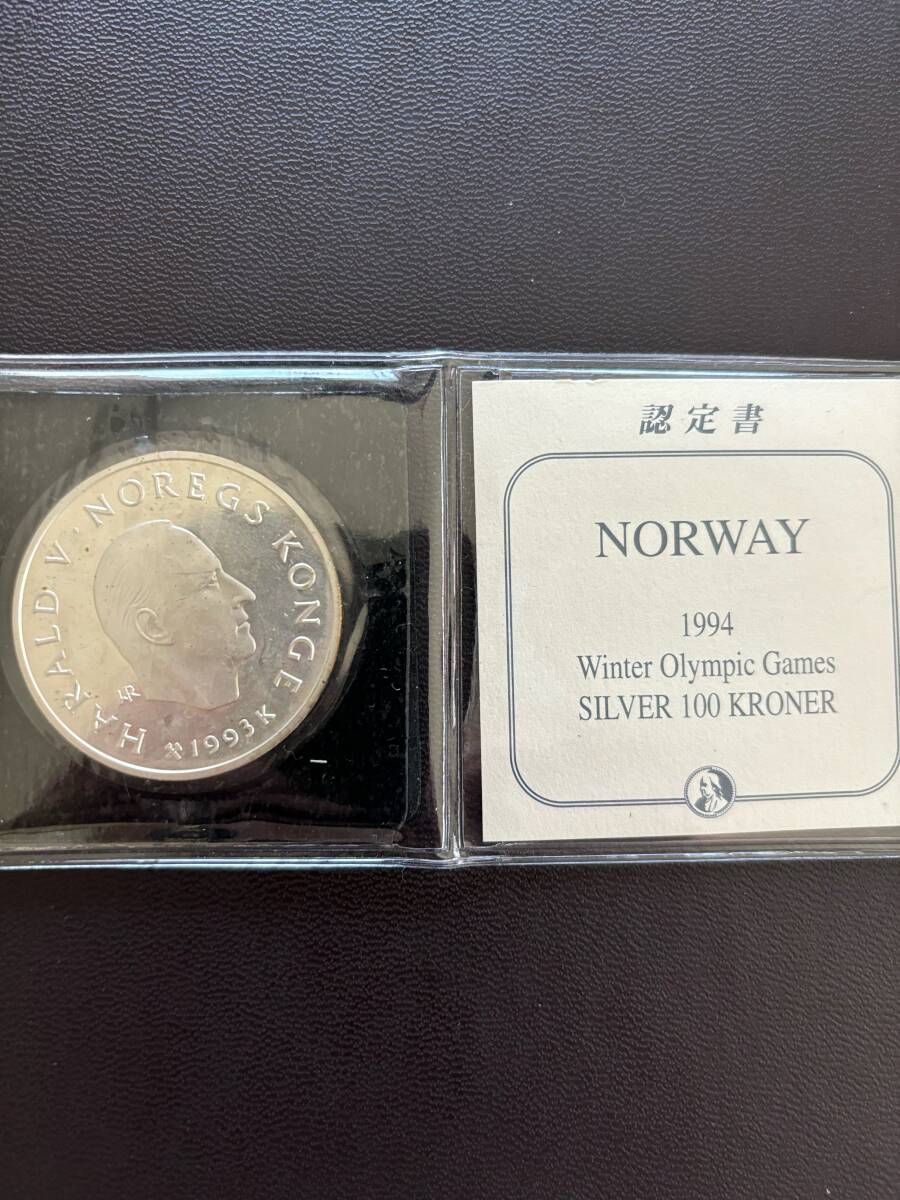 HARALD V · NOREGS KONGE
1993 K
認定書
NORWAY
1994
Winter Olympic Games
SILVER 100 KRONER